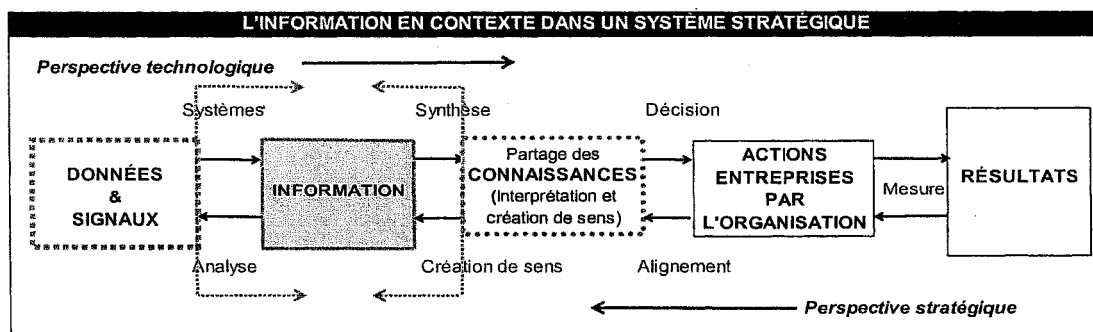 L'INFORMATION EN CONTEXTE DANS UN SYSTÈME STRATÉGIQUE
Perspective technologique
Systèmes
Synthèse
Décision
DONNÉES
&
SIGNAUX
INFORMATION
Partage des
CONNAISSANCES
(Interprétation et
création de sens)
ACTIONS
ENTREPRISES
PAR
L'ORGANISATION
Mesure
RÉSULTATS
Analyse
Création de sens
Alignement
Perspective stratégique